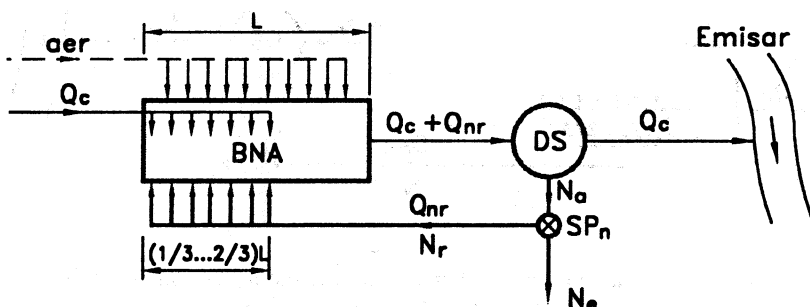 L
aer
Emisar
Qc
Qc + Qnr
Qc
BNA
DS
Na
Qnr
SPn
Nr
(1/3...2/3)L
Ne